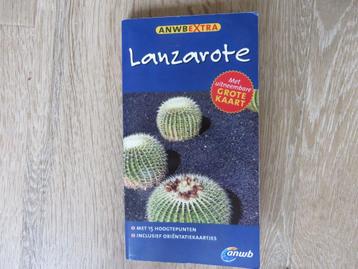 ANWB EXTRA
Lanzarote
Met
uitneembare
GROTE
KAART
MET 15 HOOGTEPUNTEN
INCLUSIEF ORIËNTATIEKAARTJES
anwb